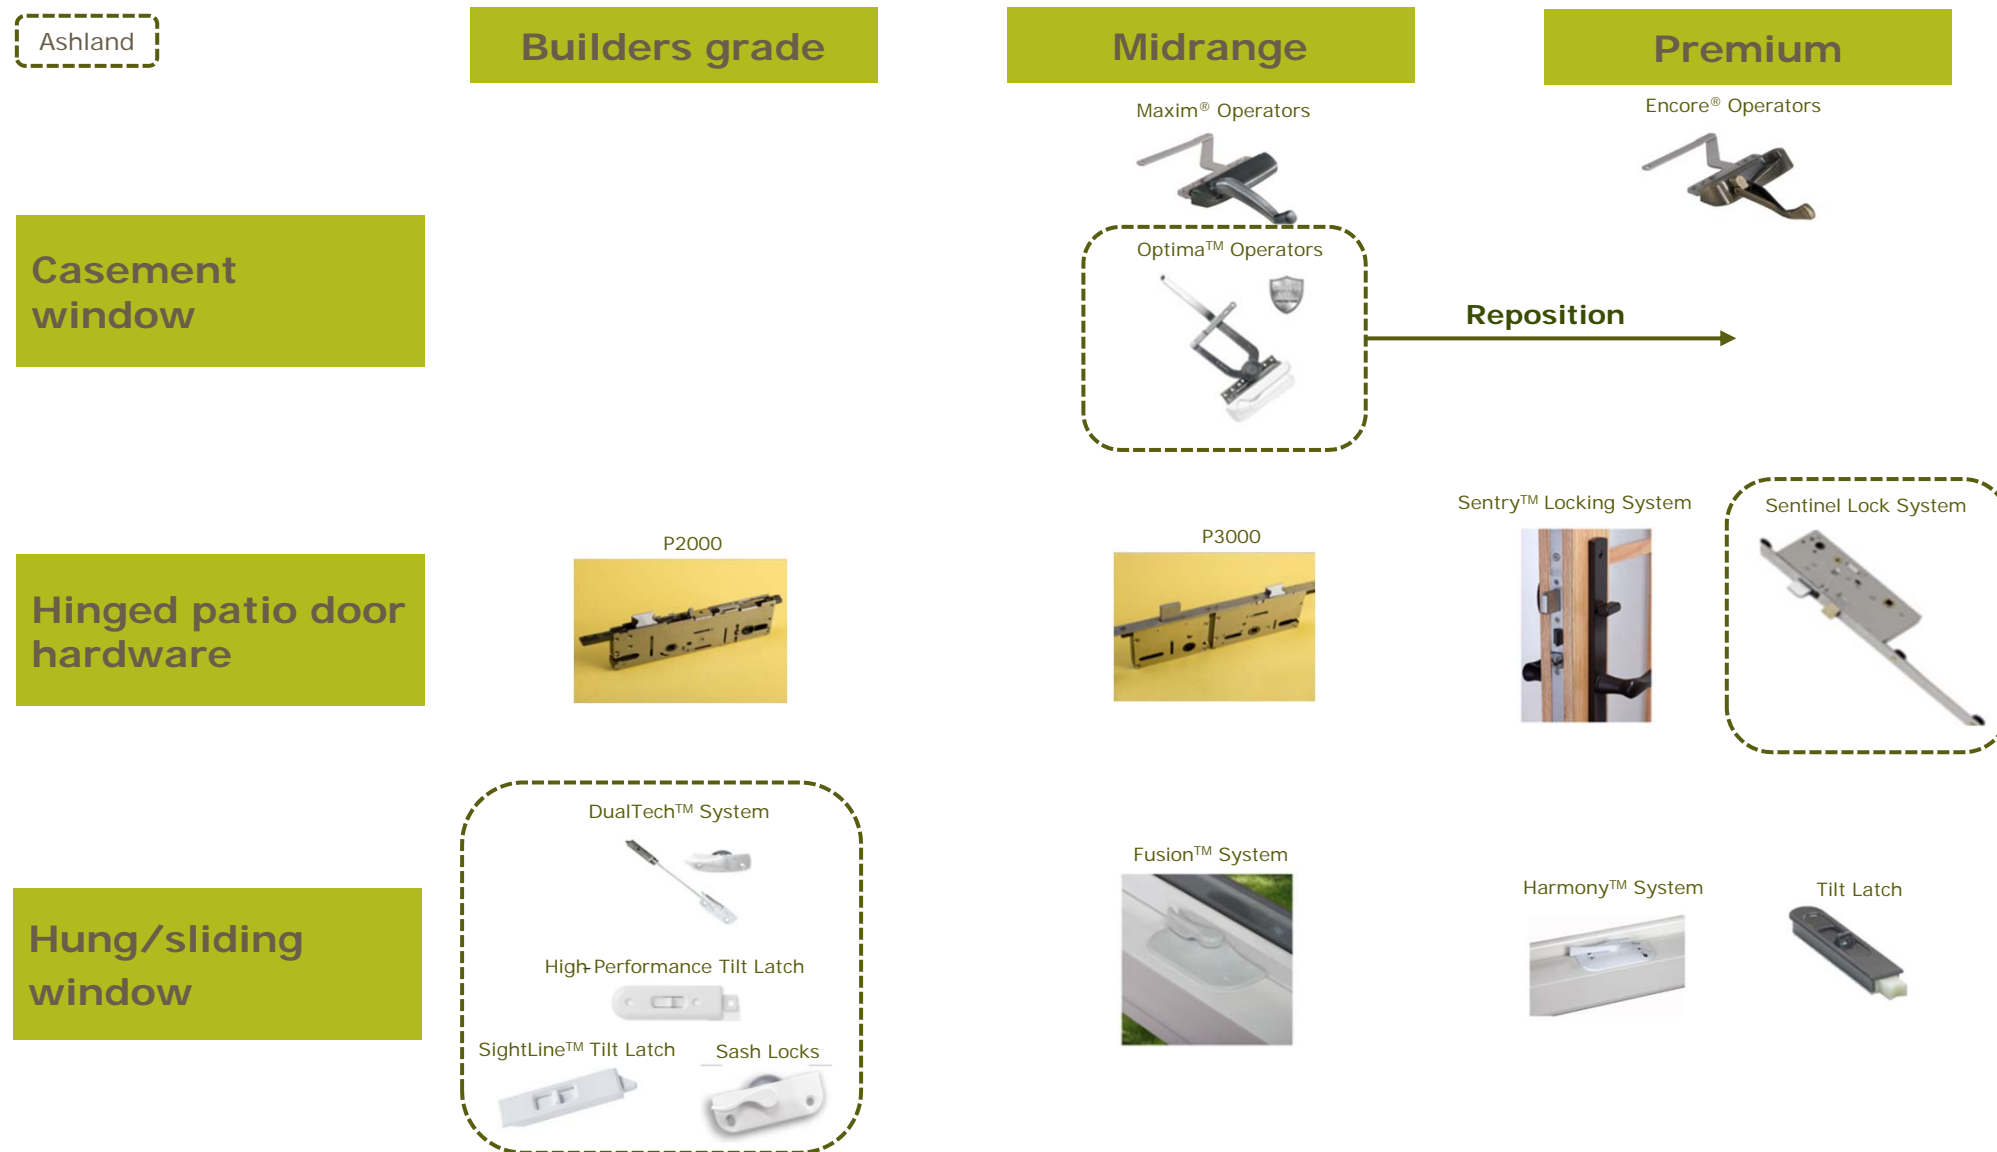 Ashland
Builders grade
Midrange
Premium
Maxim® Operators
Encore® Operators
Casement
window
Optima™ Operators
Reposition
Hinged patio door
hardware
P2000
P3000
Sentry™ Locking System
Sentinel Lock System
Hung/sliding
window
DualTech™ System
High-Performance Tilt Latch
SightLine™ Tilt Latch
Sash Locks
Fusion™ System
Harmony™ System
Tilt Latch